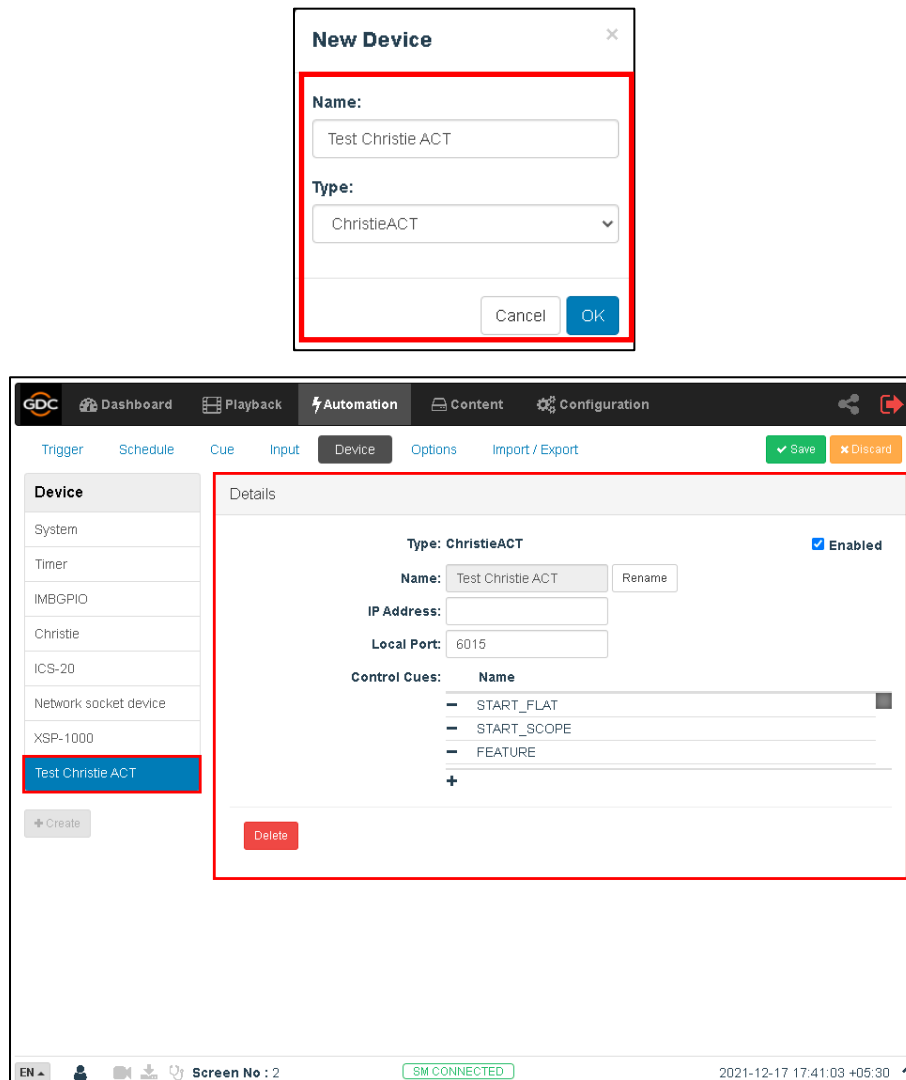 New Device ×
Name:
Test Christie ACT
Type:
ChristieACT
Cancel OK
GDC Dashboard Playback Automation Content Configuration
Trigger Schedule Cue Input Device Options Import / Export Save Discard
Device
System
Timer
IMBGPIO
Christie
ICS-20
Network socket device
XSP-1000
Test Christie ACT
+ Create
Details
Type: ChristieACT Enabled
Name: Test Christie ACT Rename
IP Address:
Local Port: 6015
Control Cues: Name
START_FLAT
START_SCOPE
FEATURE
+
Delete
EN Screen No : 2 SM CONNECTED 2021-12-17 17:41:03 +05:30